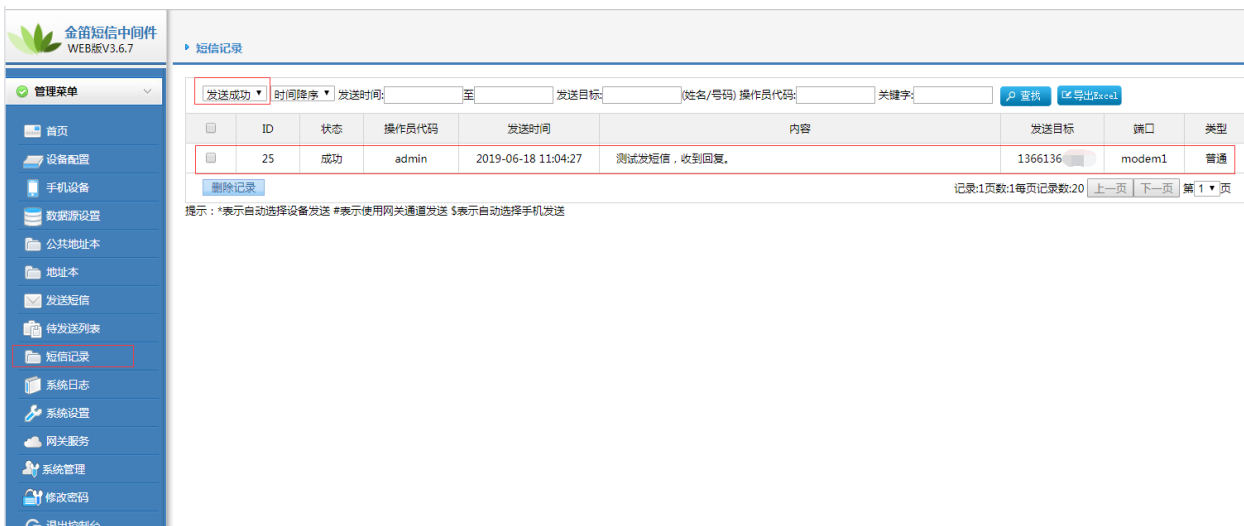 金笛短信中间件
WEB版V3.6.7
短信记录
管理菜单
首页
设备配置
手机设备
数据源设置
公共地址本
地址本
发送短信
待发送列表
短信记录
系统日志
系统设置
网关服务
系统管理
修改密码
退出控制台
发送成功 时间降序 发送时间: 至 发送目标: (姓名/号码) 操作员代码: 关键字: 查找 导出Excel
ID 状态 操作员代码 发送时间 内容 发送目标 端口 类型
25 成功 admin 2019-06-18 11:04:27 测试发短信，收到回复。 1366136 modem1 普通
删除记录 记录:1页数:1每页记录数:20 上一页 下一页 第 1 页
提示：*表示自动选择设备发送 #表示使用网关通道发送 $表示自动选择手机发送